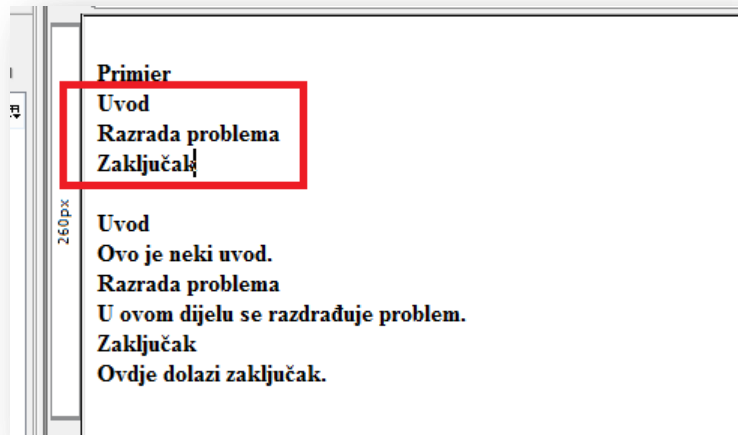 Primjer
Uvod
Razrada problema
Zaključak
260px
Uvod
Ovo je neki uvod.
Razrada problema
U ovom dijelu se razdrađuje problem.
Zaključak
Ovdje dolazi zaključak.